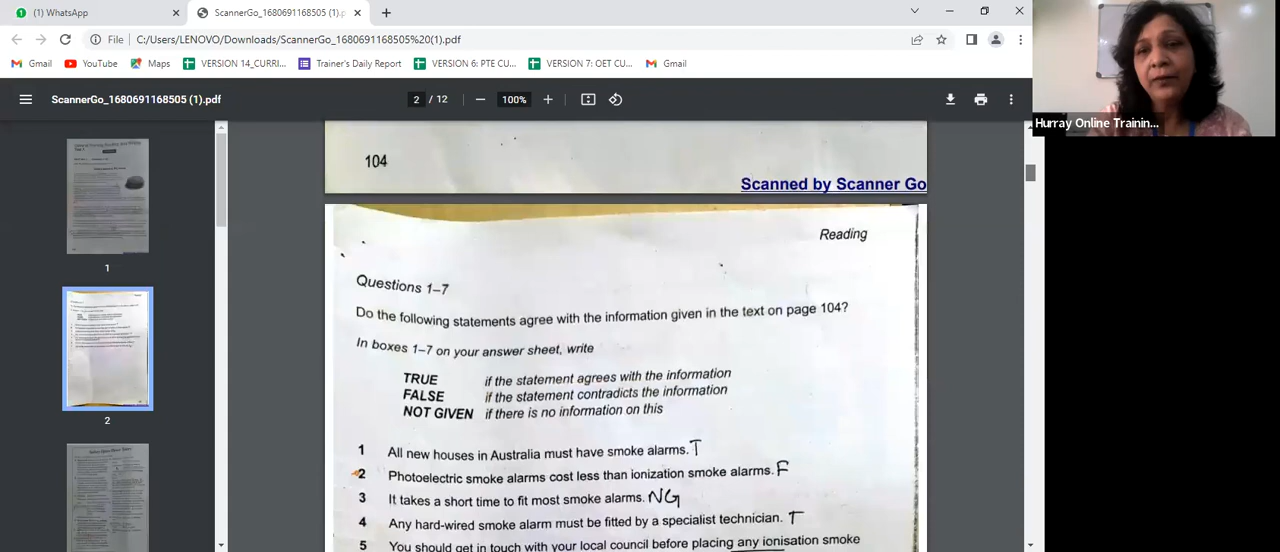 (1) WhatsApp
ScannerGo_1680691168505 (1).p
File
C:/Users/LENOVO/Downloads/ScannerGo_1680691168505%20(1).pdf
Gmail
YouTube
Maps
VERSION 14_CURRI...
Trainer's Daily Report
VERSION 6: PTE CU...
VERSION 7: OET CU...
Gmail
ScannerGo_1680691168505 (1).pdf
2 / 12
100%
Hurray Online Trainin...
1
2
104
Scanned by Scanner Go
Reading
Questions 1–7
Do the following statements agree with the information given in the text on page 104?
In boxes 1–7 on your answer sheet, write
TRUE if the statement agrees with the information
FALSE if the statement contradicts the information
NOT GIVEN if there is no information on this
1 All new houses in Australia must have smoke alarms. T
2 Photoelectric smoke alarms cost less than ionization smoke alarms. F
3 It takes a short time to fit most smoke alarms. NG
4 Any hard-wired smoke alarm must be fitted by a specialist technician. T
5 You should get in touch with your local council before placing any ionisation smoke